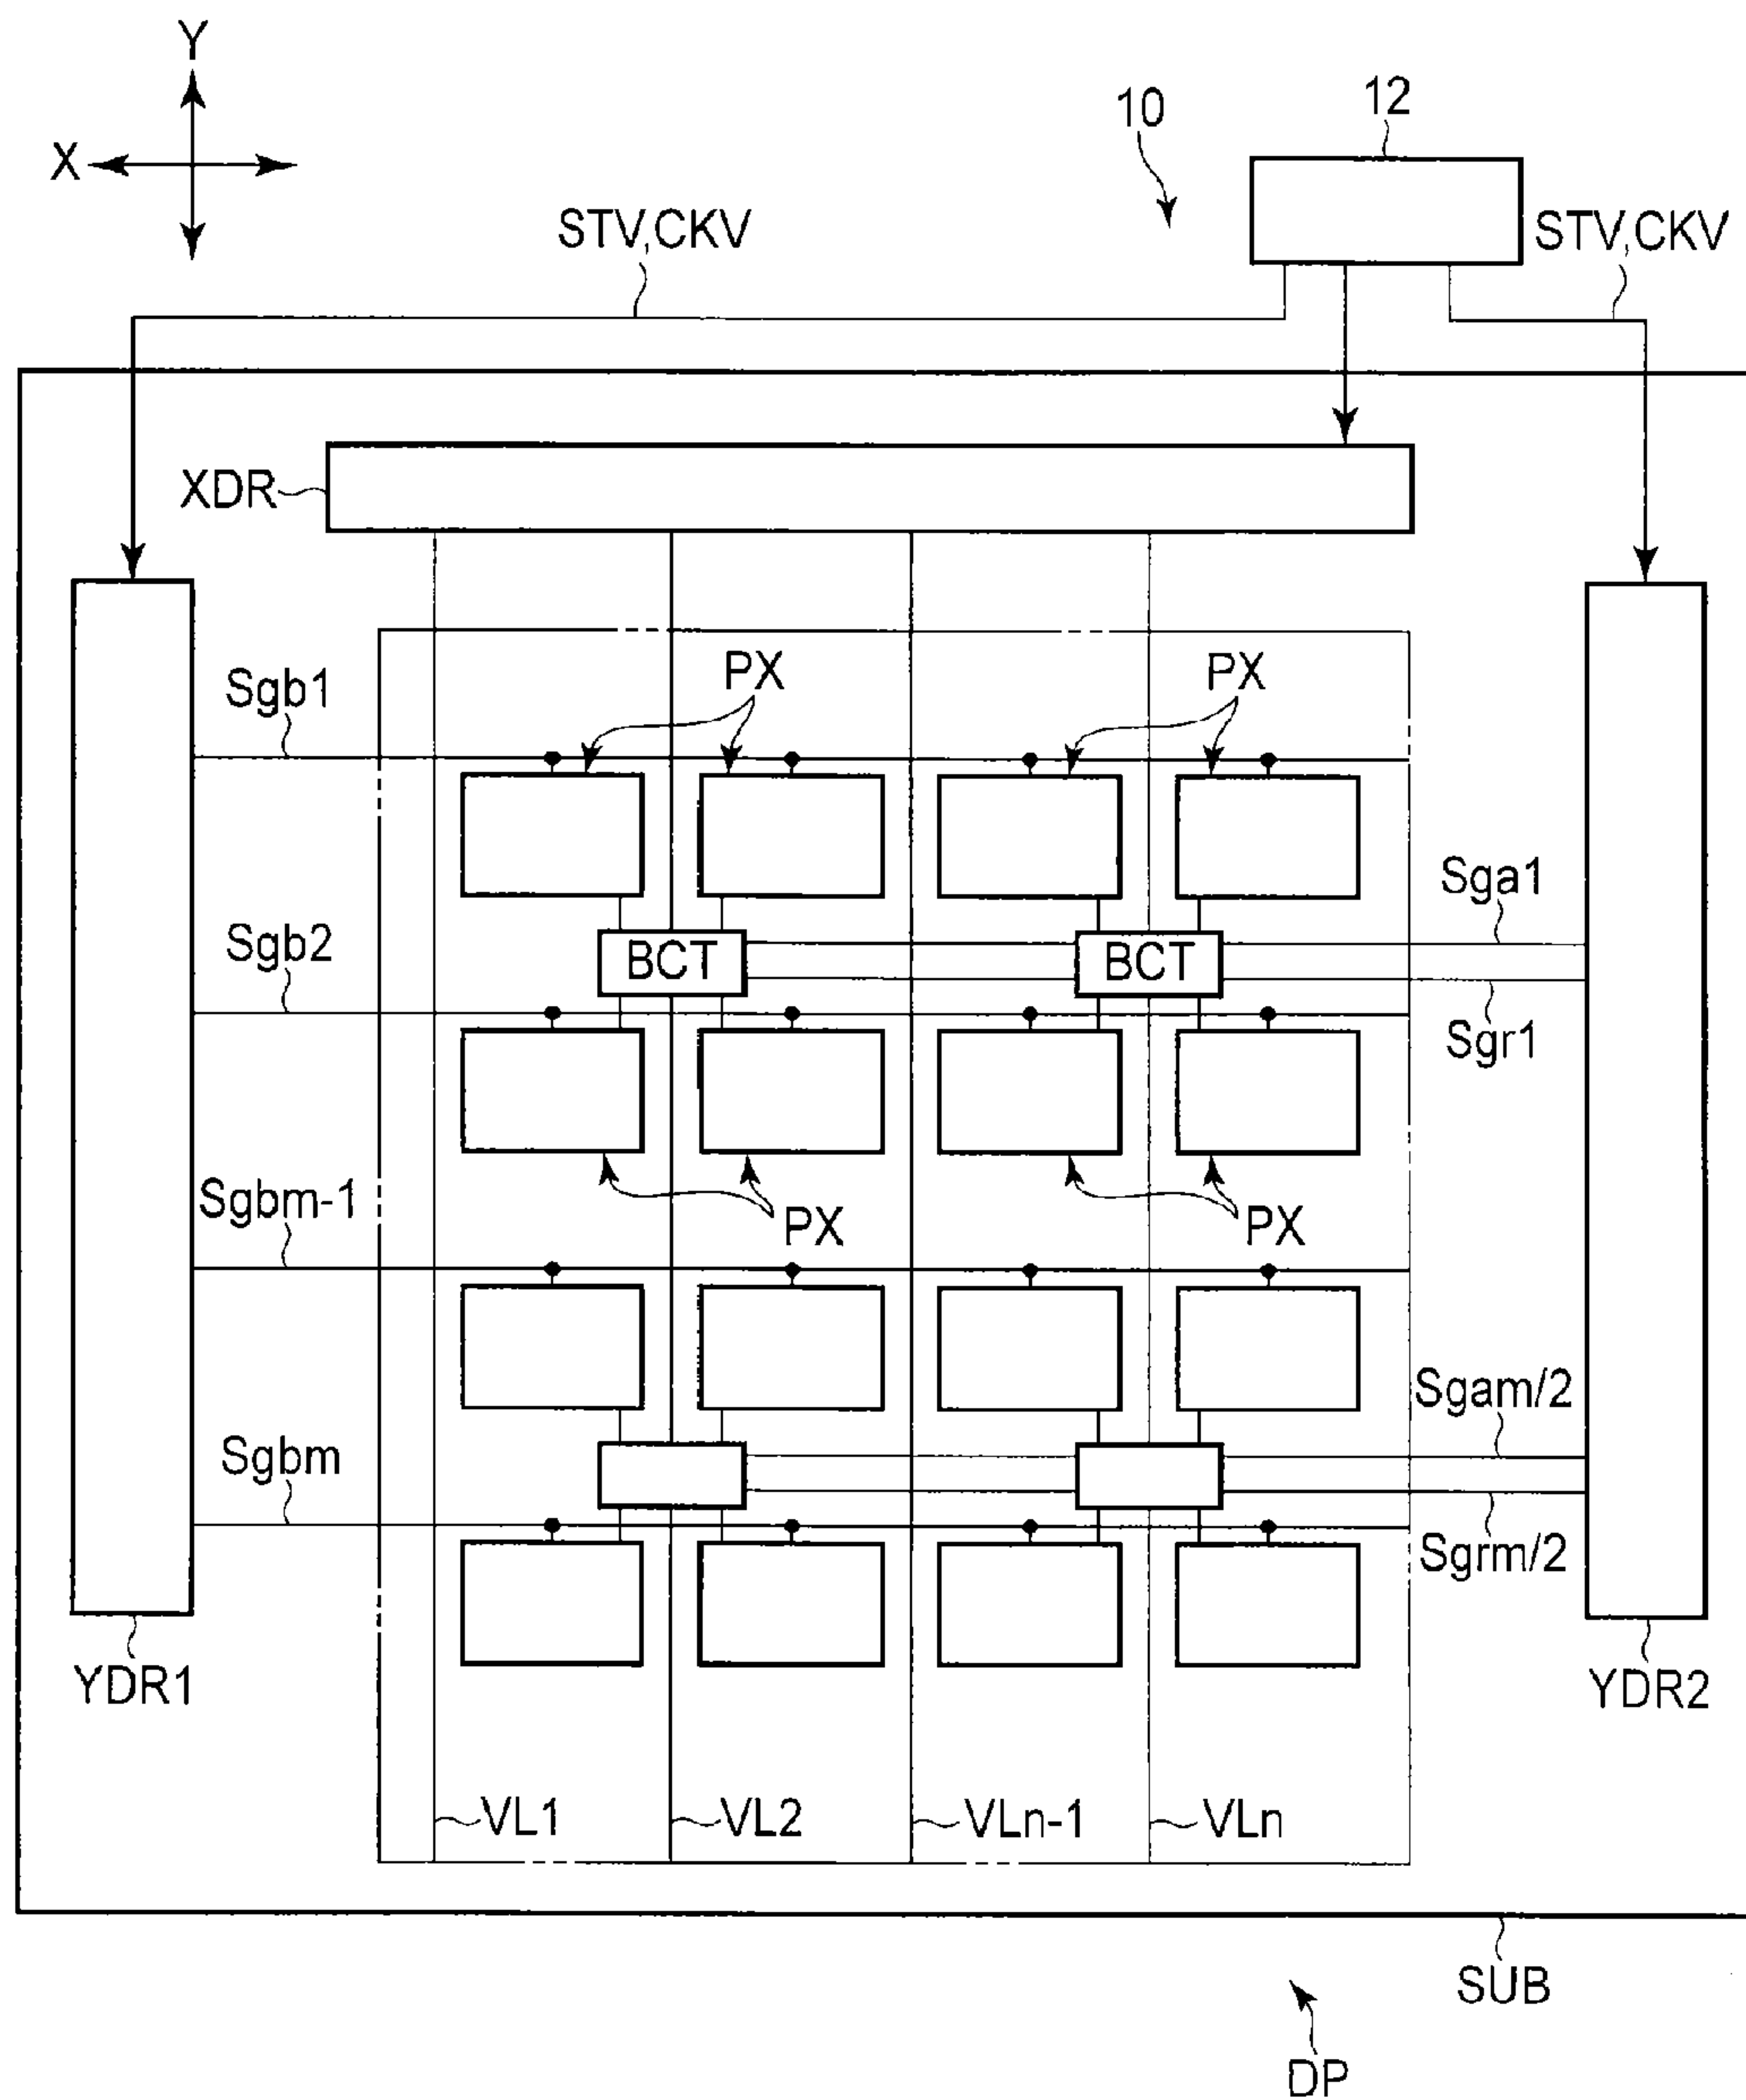 Y
12
10
X
STV,CKV
STV,CKV
XDR
PX
PX
Sgb1
Sga1
Sgb2
BCT
BCT
Sgr1
Sgbm-1
PX
PX
Sgam/2
Sgbm
Sgrm/2
YDR1
YDR2
VL1
VL2
VLn-1
VLn
SUB
DP